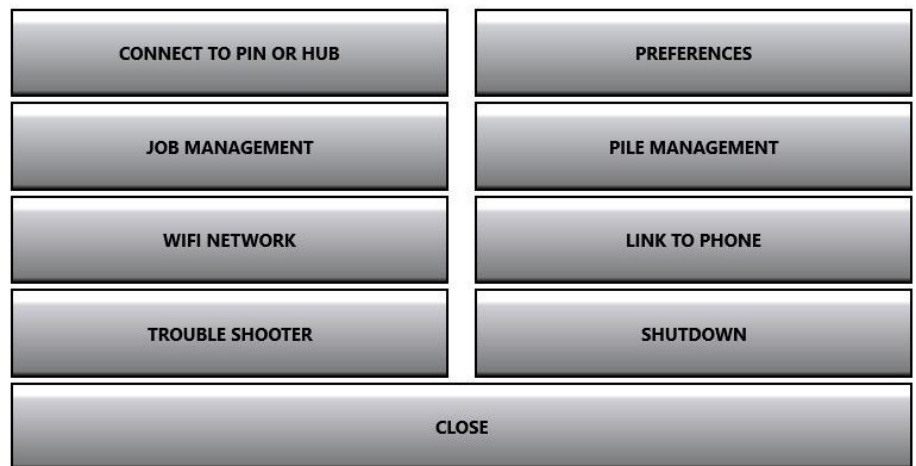 CONNECT TO PIN OR HUB
PREFERENCES
JOB MANAGEMENT
PILE MANAGEMENT
WIFI NETWORK
LINK TO PHONE
TROUBLE SHOOTER
SHUTDOWN
CLOSE